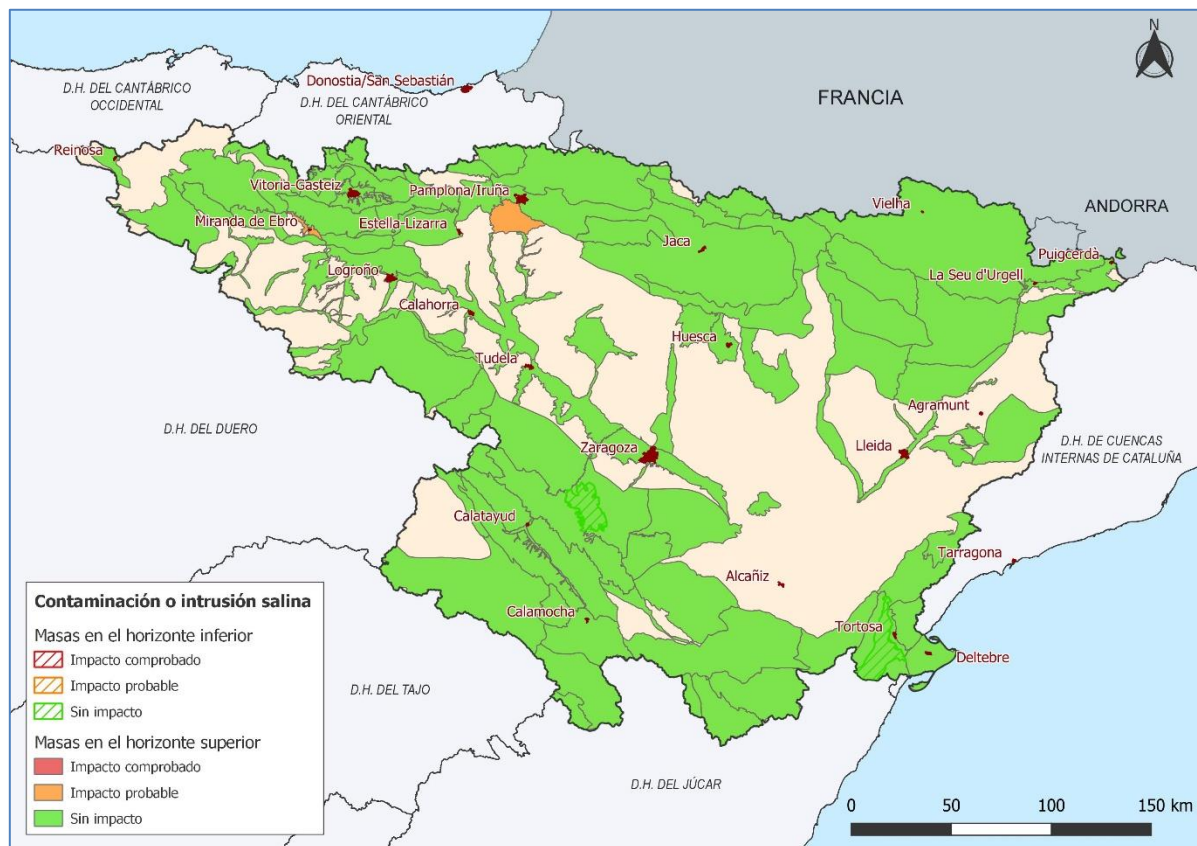 N
Donostia/San Sebastián
D.H. DEL CANTÁBRICO
OCCIDENTAL
D.H. DEL CANTÁBRICO
ORIENTAL
FRANCIA
Reinosa
Vitoria-Gasteiz
Pamplona/Iruña
Vielha
ANDORRA
Miranda de Ebro
Estella-Lizarra
Jaca
Puigcerdà
Logroño
La Seu d'Urgell
Calahorra
Huesca
Tudela
Agramunt
D.H. DEL DUERO
Zaragoza
Lleida
D.H. DE CUENCAS
INTERNAS DE CATALUÑA
Calatayud
Tarragona
Alcañiz
Calamocha
Tortosa
Deltebre
D.H. DEL TAJO
D.H. DEL JÚCAR
Contaminación o intrusión salina
Masas en el horizonte inferior
Impacto comprobado
Impacto probable
Sin impacto
Masas en el horizonte superior
Impacto comprobado
Impacto probable
Sin impacto
0 50 100 150 km